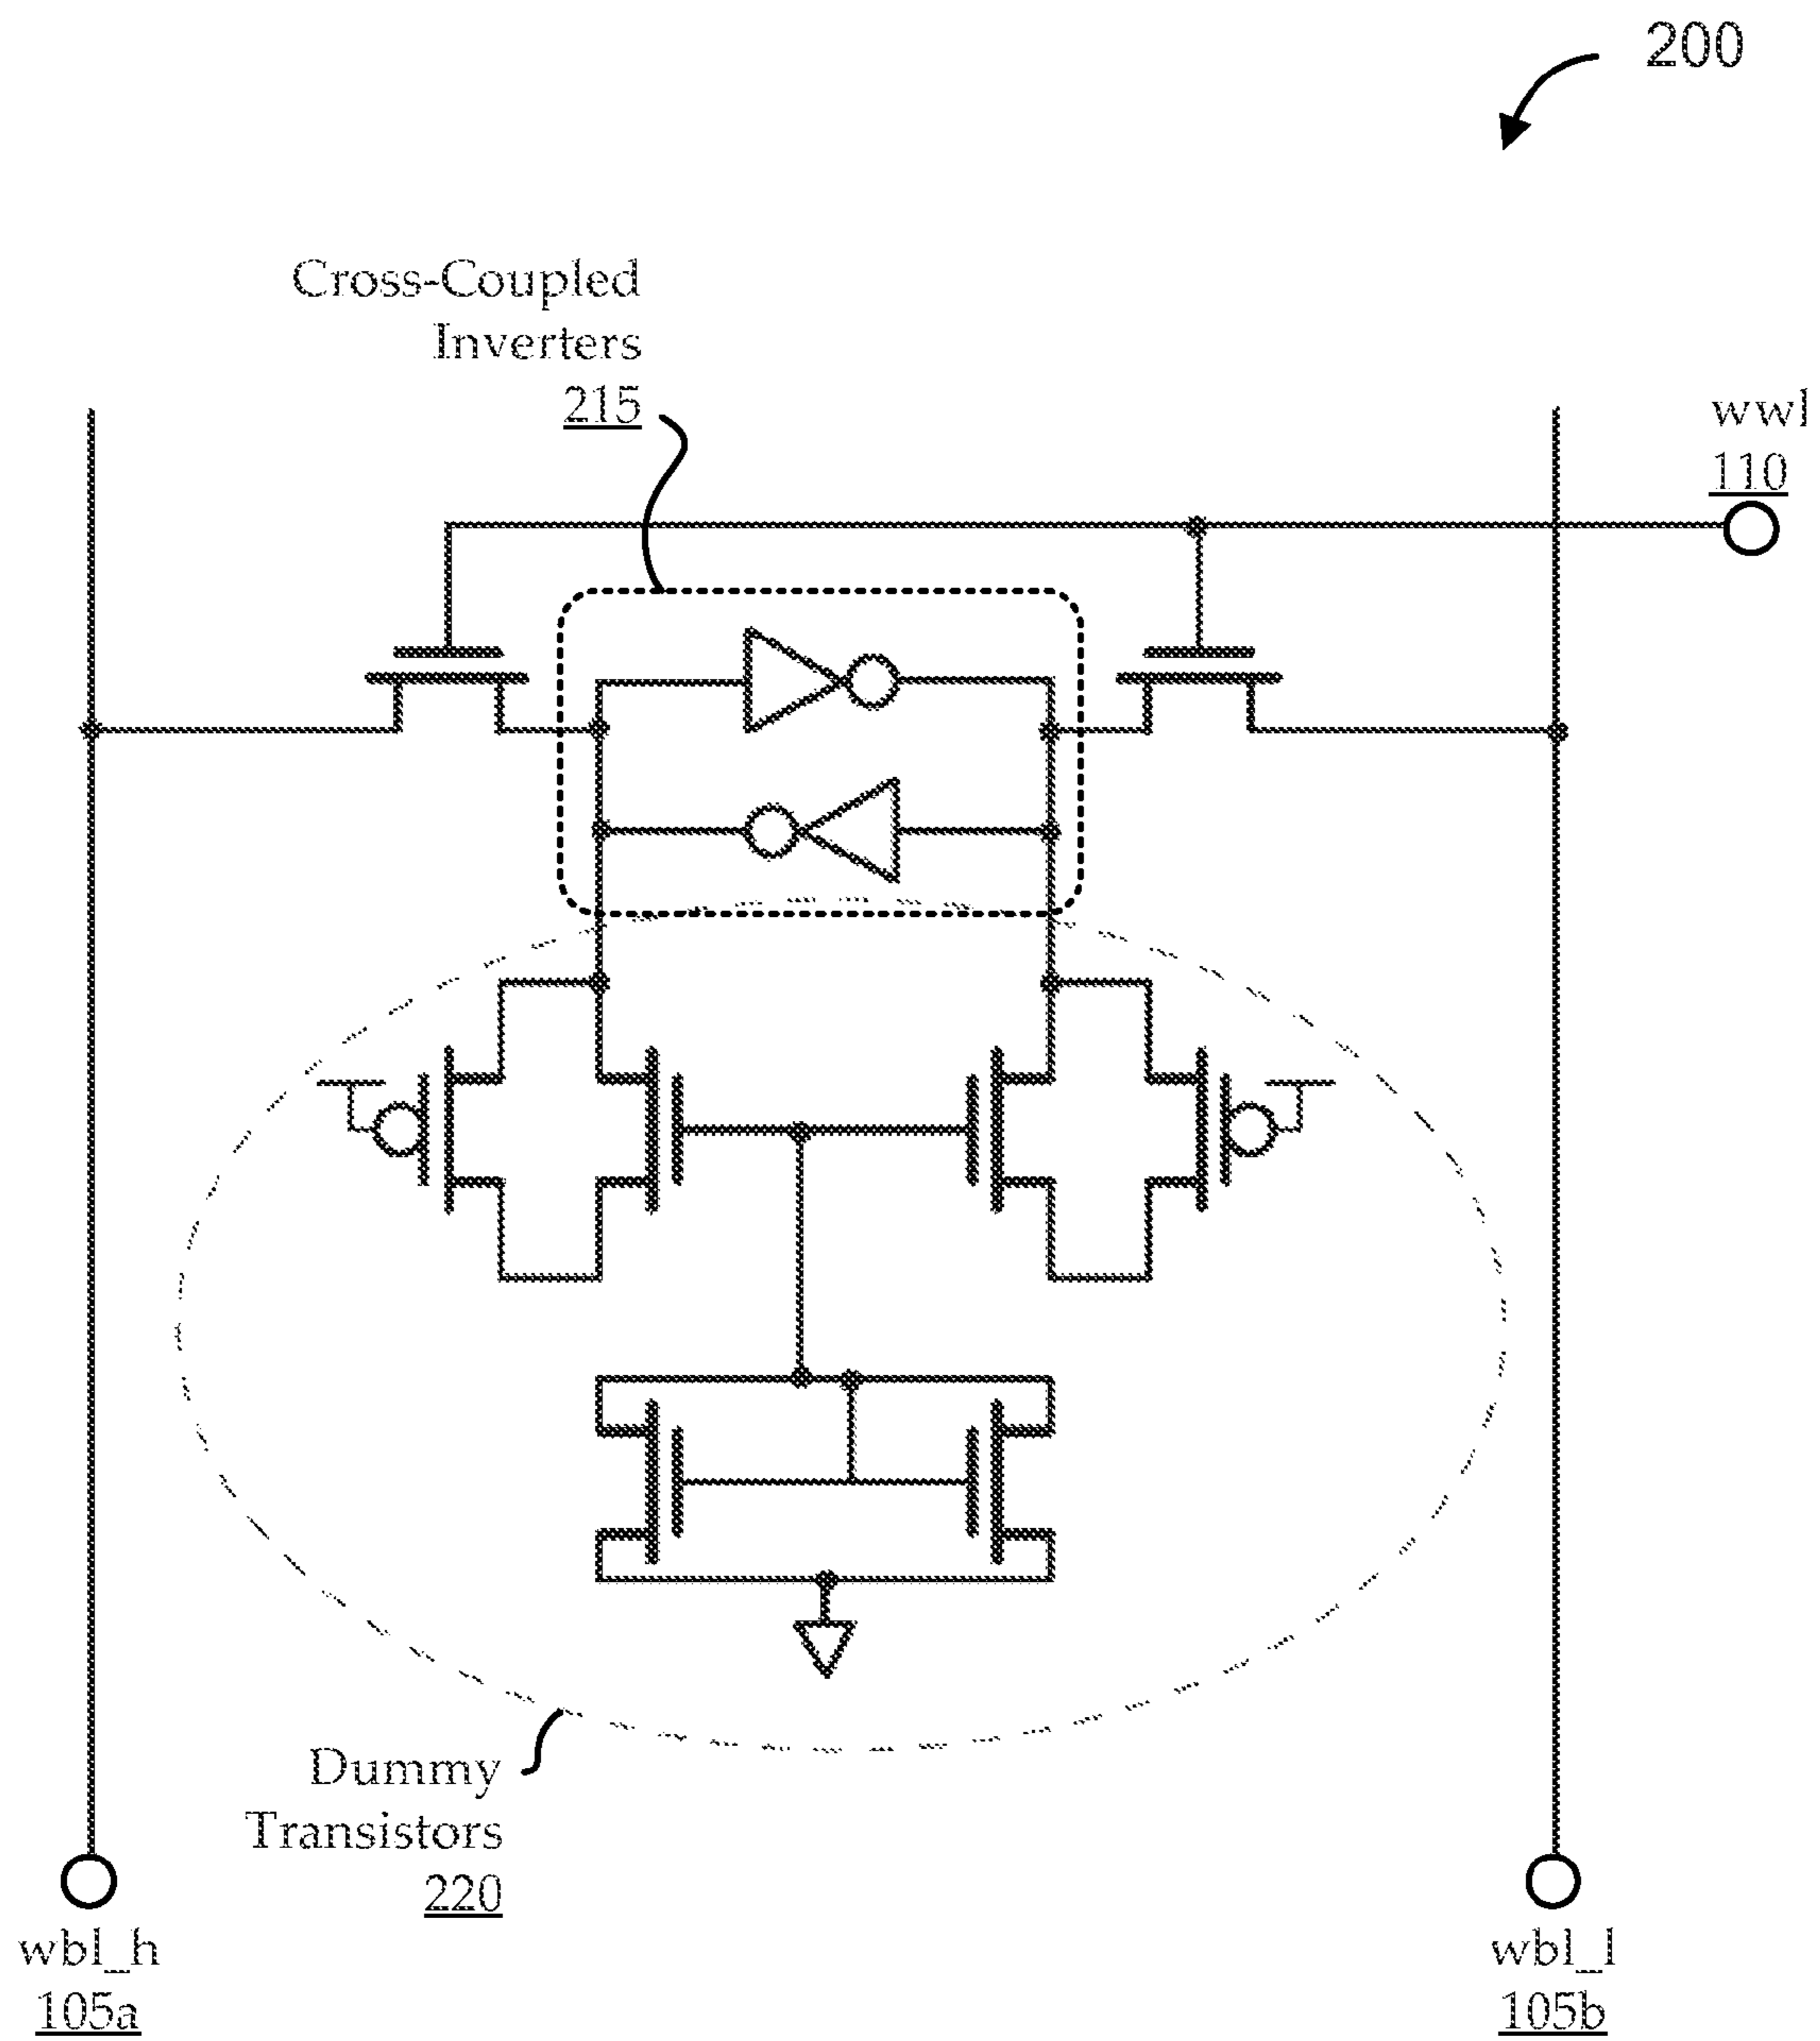 200
Cross-Coupled
Inverters
215
wwl
110
Dummy
Transistors
220
wbl_h
105a
wbl_l
105b